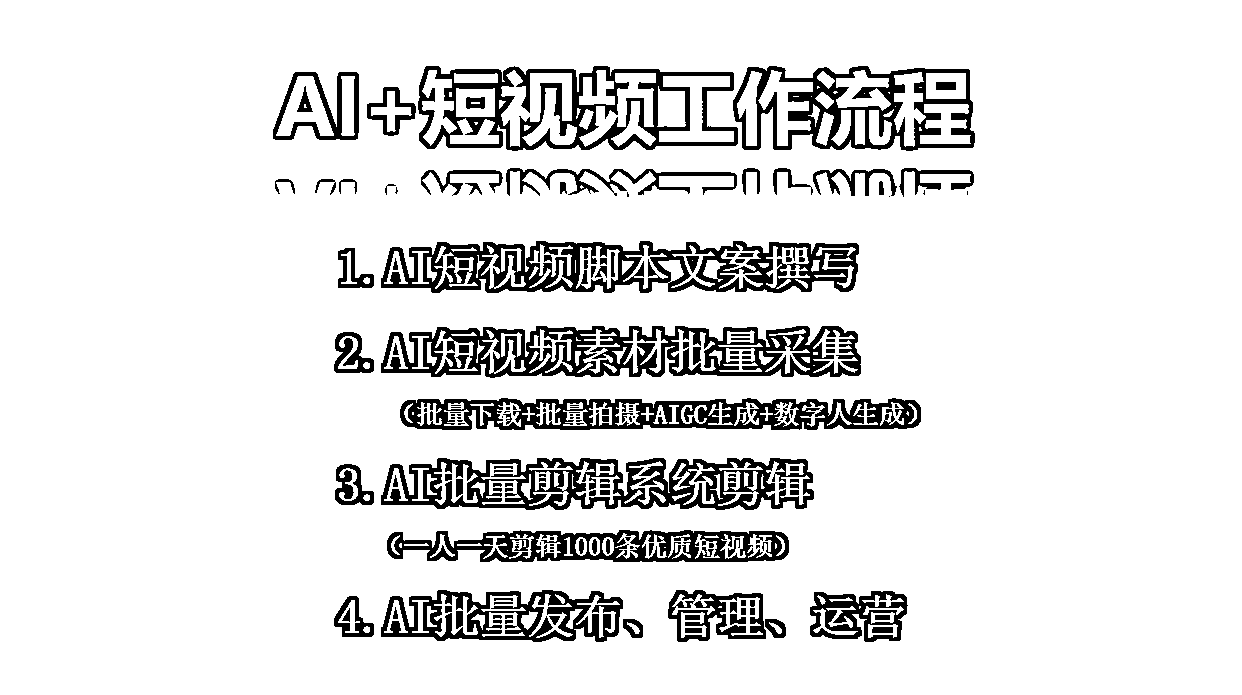 AI+短视频工作流程
1.AI短视频脚本文案撰写
2.AI短视频素材批量采集
（批量下载+批量拍摄+AIGC生成+数字人生成）
3.AI批量剪辑系统剪辑
（一人一天剪辑1000条优质短视频）
4.AI批量发布、管理、运营